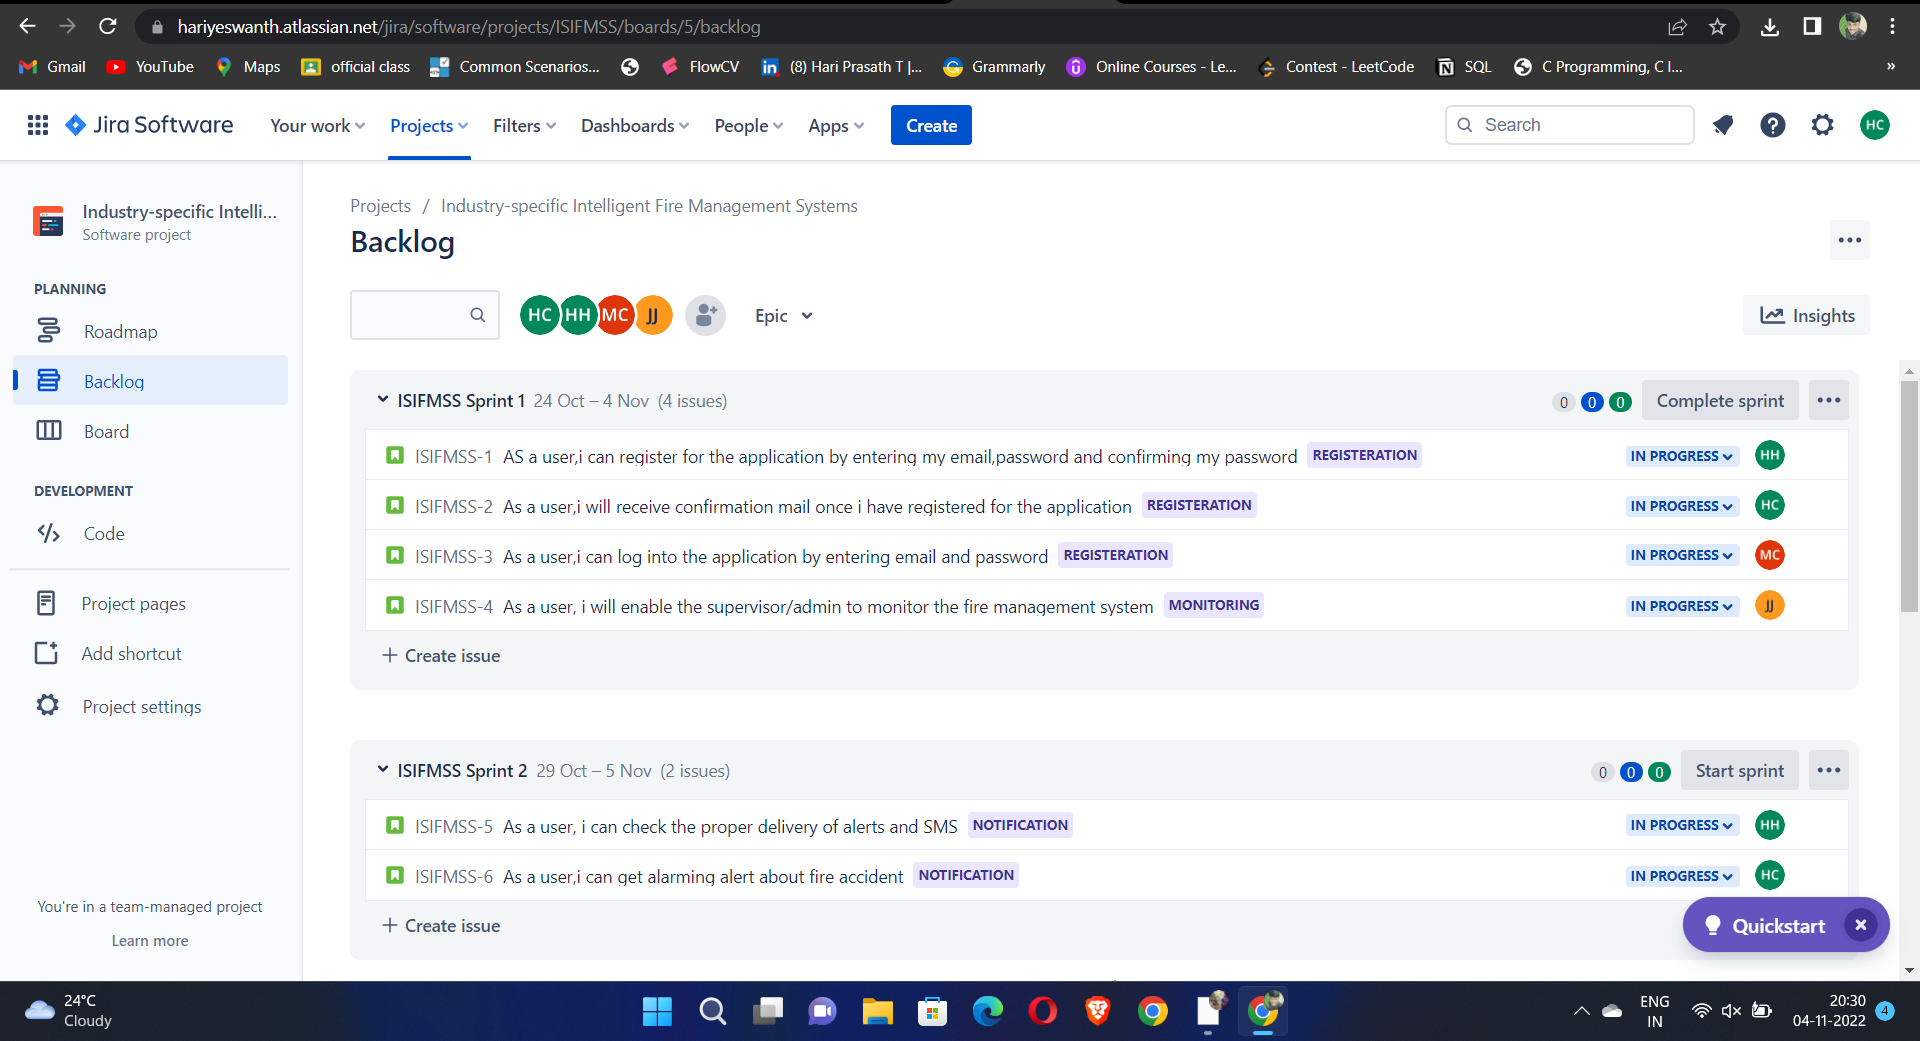 hariyeswanth.atlassian.net/jira/software/projects/ISIFMSS/boards/5/backlog
Gmail YouTube Maps official class Common Scenarios... FlowCV (8) Hari Prasath T |... Grammarly Online Courses - Le... Contest - LeetCode SQL C Programming, C I... »
Jira Software Your work Projects Filters Dashboards People Apps Create Search HC
Industry-specific Intelli...
Software project
PLANNING
Roadmap
Backlog
Board
DEVELOPMENT
Code
Project pages
Add shortcut
Project settings
You're in a team-managed project
Learn more
Projects / Industry-specific Intelligent Fire Management Systems
Backlog
HC HH MC JJ Epic Insights
ISIFMSS Sprint 1 24 Oct – 4 Nov (4 issues) 0 0 0 Complete sprint
ISIFMSS-1 AS a user,i can register for the application by entering my email,password and confirming my password REGISTERATION IN PROGRESS HH
ISIFMSS-2 As a user,i will receive confirmation mail once i have registered for the application REGISTERATION IN PROGRESS HC
ISIFMSS-3 As a user,i can log into the application by entering email and password REGISTERATION IN PROGRESS MC
ISIFMSS-4 As a user, i will enable the supervisor/admin to monitor the fire management system MONITORING IN PROGRESS JJ
+ Create issue
ISIFMSS Sprint 2 29 Oct – 5 Nov (2 issues) 0 0 0 Start sprint
ISIFMSS-5 As a user, i can check the proper delivery of alerts and SMS NOTIFICATION IN PROGRESS HH
ISIFMSS-6 As a user,i can get alarming alert about fire accident NOTIFICATION IN PROGRESS HC
+ Create issue
Quickstart
24°C
Cloudy
ENG
IN
20:30
04-11-2022
4